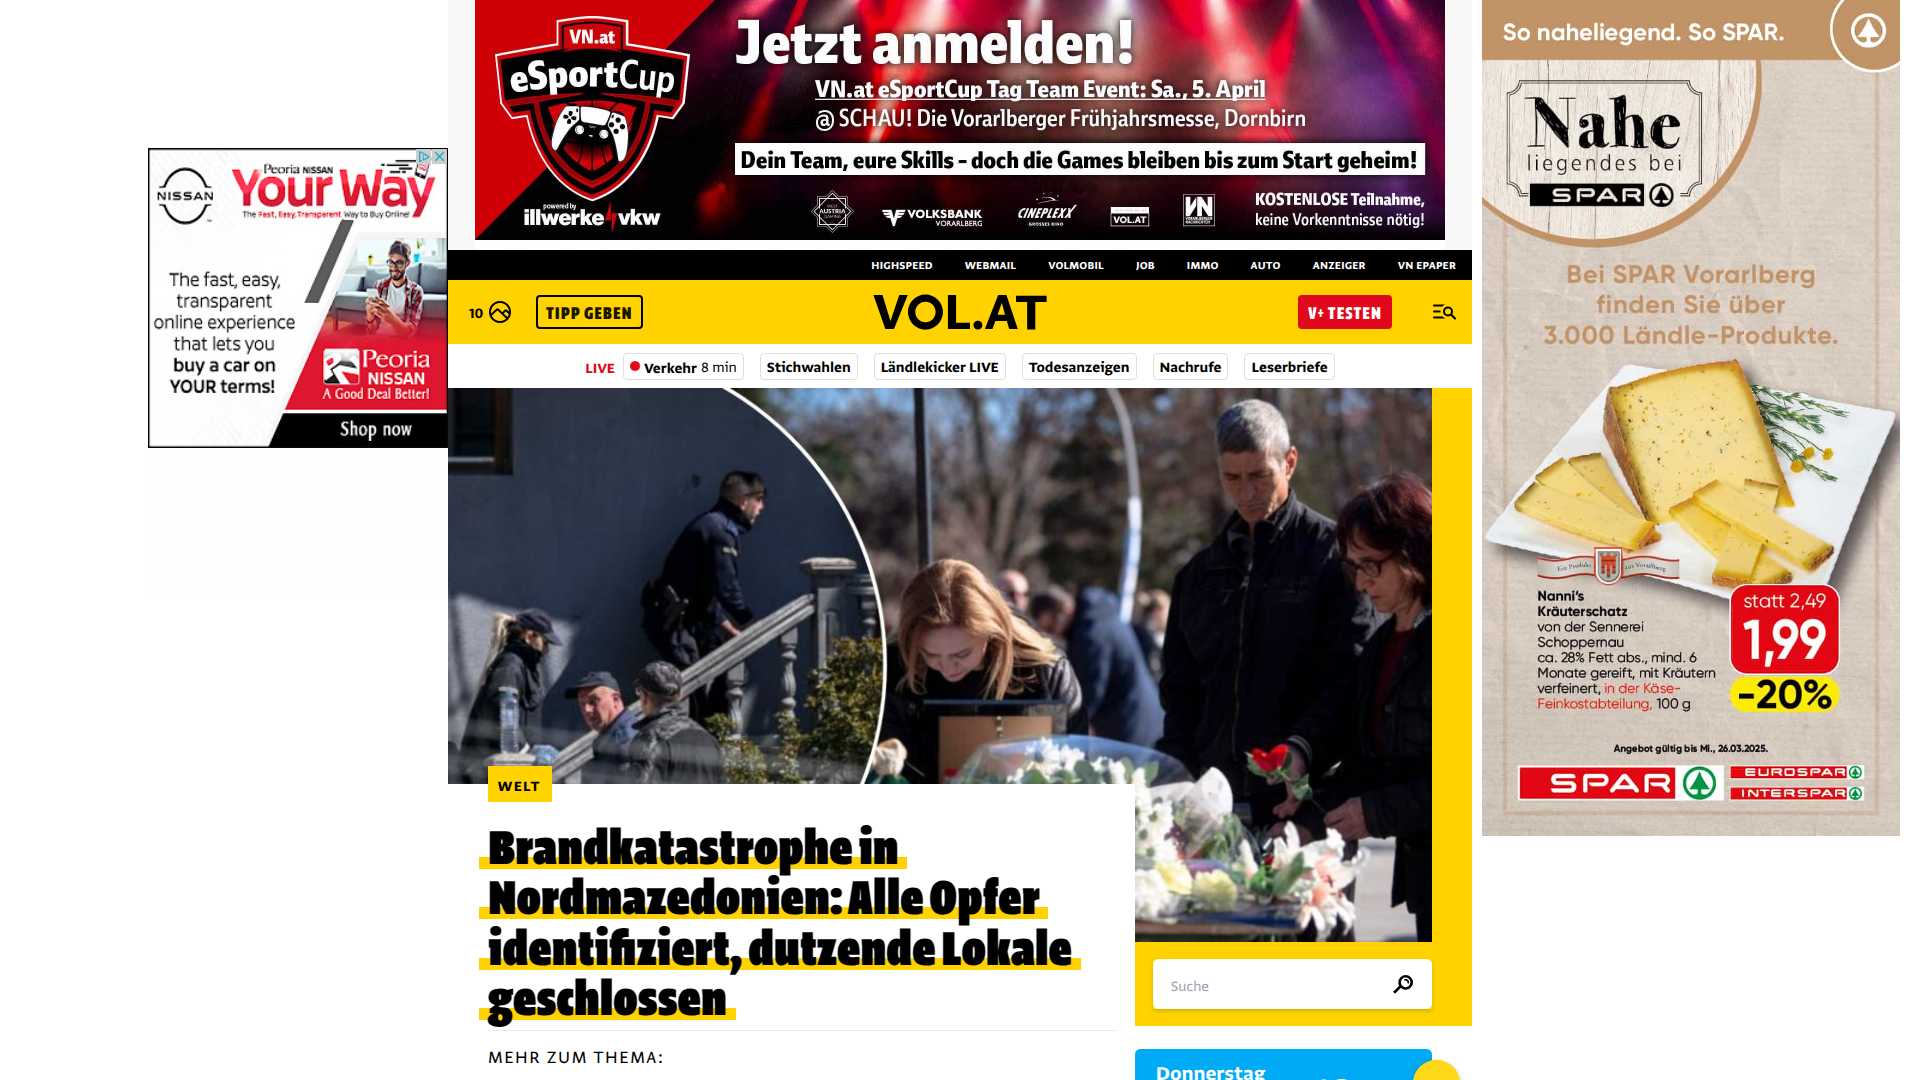 VN.at
eSportCup
powered by
illwerke vkw
Jetzt anmelden!
VN.at eSportCup Tag Team Event: Sa., 5. April
@ SCHAU! Die Vorarlberger Frühjahrsmesse, Dornbirn
Dein Team, eure Skills – doch die Games bleiben bis zum Start geheim!
VOLKSBANK
VORARLBERG
CINEPLEXX
VOL.AT
VN
KOSTENLOSE Teilnahme,
keine Vorkenntnisse nötig!
NISSAN
Peoria NISSAN
Your Way
The Fast, Easy, Transparent Way to Buy Online!
The fast, easy,
transparent
online experience
that lets you
buy a car on
YOUR terms!
Peoria
NISSAN
A Good Deal Better!
Shop now
HIGHSPEED WEBMAIL VOLMOBIL JOB IMMO AUTO ANZEIGER VN EPAPER
10 TIPP GEBEN VOL.AT V+ TESTEN
LIVE Verkehr 8 min Stichwahlen Ländlekicker LIVE Todesanzeigen Nachrufe Leserbriefe
WELT
Brandkatastrophe in
Nordmazedonien: Alle Opfer
identifiziert, dutzende Lokale
geschlossen
MEHR ZUM THEMA:
Suche
Donnerstag
So naheliegend. So SPAR.
Nahe
liegendes bei
SPAR
Bei SPAR Vorarlberg
finden Sie über
3.000 Ländle-Produkte.
Ein Produkt aus Vorarlberg
Nanni's
Kräuterschatz
von der Sennerei
Schoppernau
ca. 28% Fett abs., mind. 6
Monate gereift, mit Kräutern
verfeinert, in der Käse-
Feinkostabteilung, 100 g
statt 2,49
1,99
-20%
Angebot gültig bis Mi., 26.03.2025.
SPAR
EUROSPAR
INTERSPAR